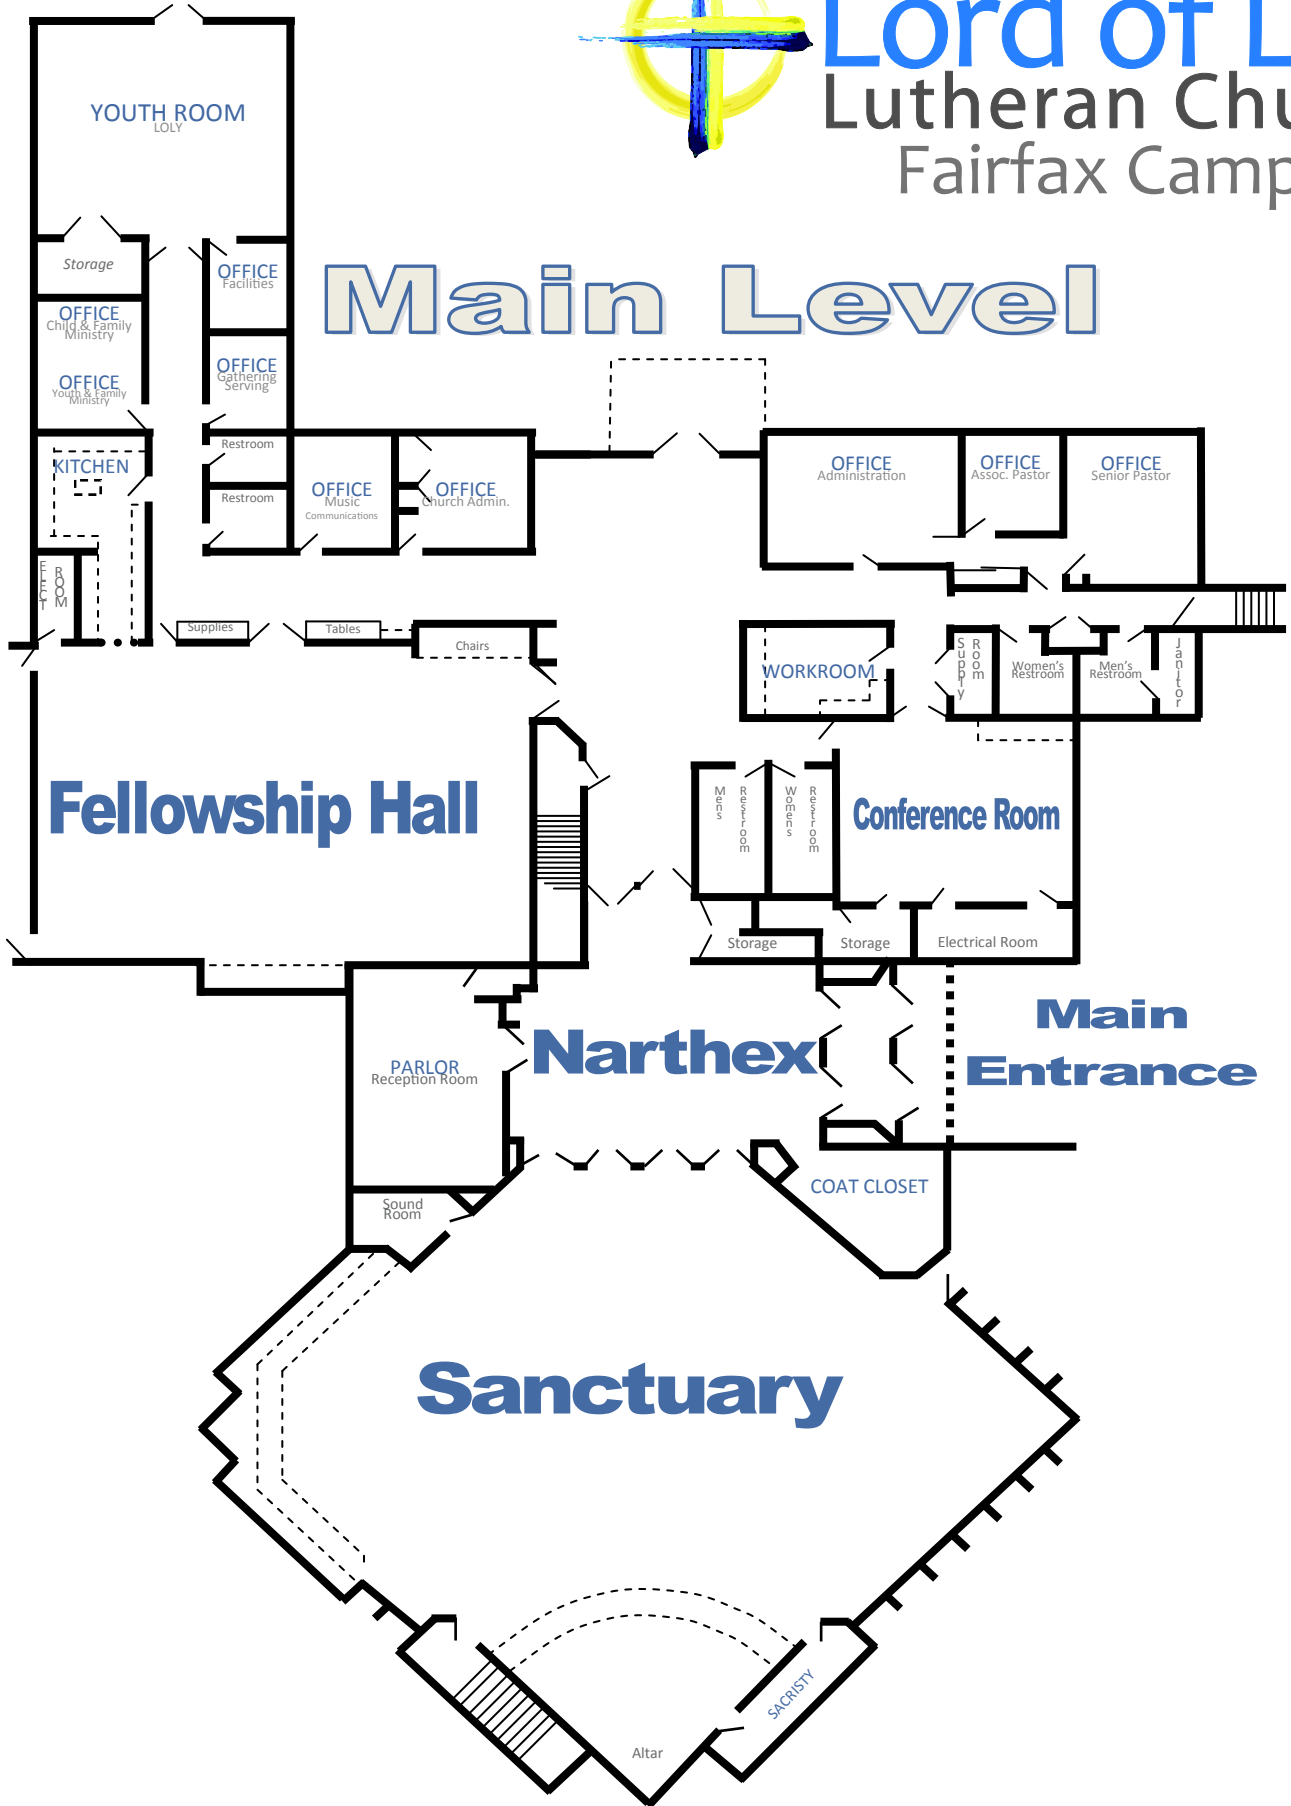 Lord of L
Lutheran Chu
Fairfax Camp
YOUTH ROOM
LOLY
Storage
OFFICE
Facilities
Main Level
OFFICE
Child & Family
Ministry
OFFICE
Gathering
Serving
OFFICE
Youth & Family
Ministry
Restroom
KITCHEN
Restroom
OFFICE
Music
Communications
OFFICE
Church Admin.
OFFICE
Administration
OFFICE
Assoc. Pastor
OFFICE
Senior Pastor
ELECT
ROOM
Supplies
Tables
Chairs
WORKROOM
Supply
Room
Women's
Restroom
Men's
Restroom
Janitor
Fellowship Hall
Mens
Restroom
Womens
Restroom
Conference Room
Storage
Storage
Electrical Room
Main
Entrance
Narthex
PARLOR
Reception Room
COAT CLOSET
Sound
Room
Sanctuary
SACRISTY
Altar